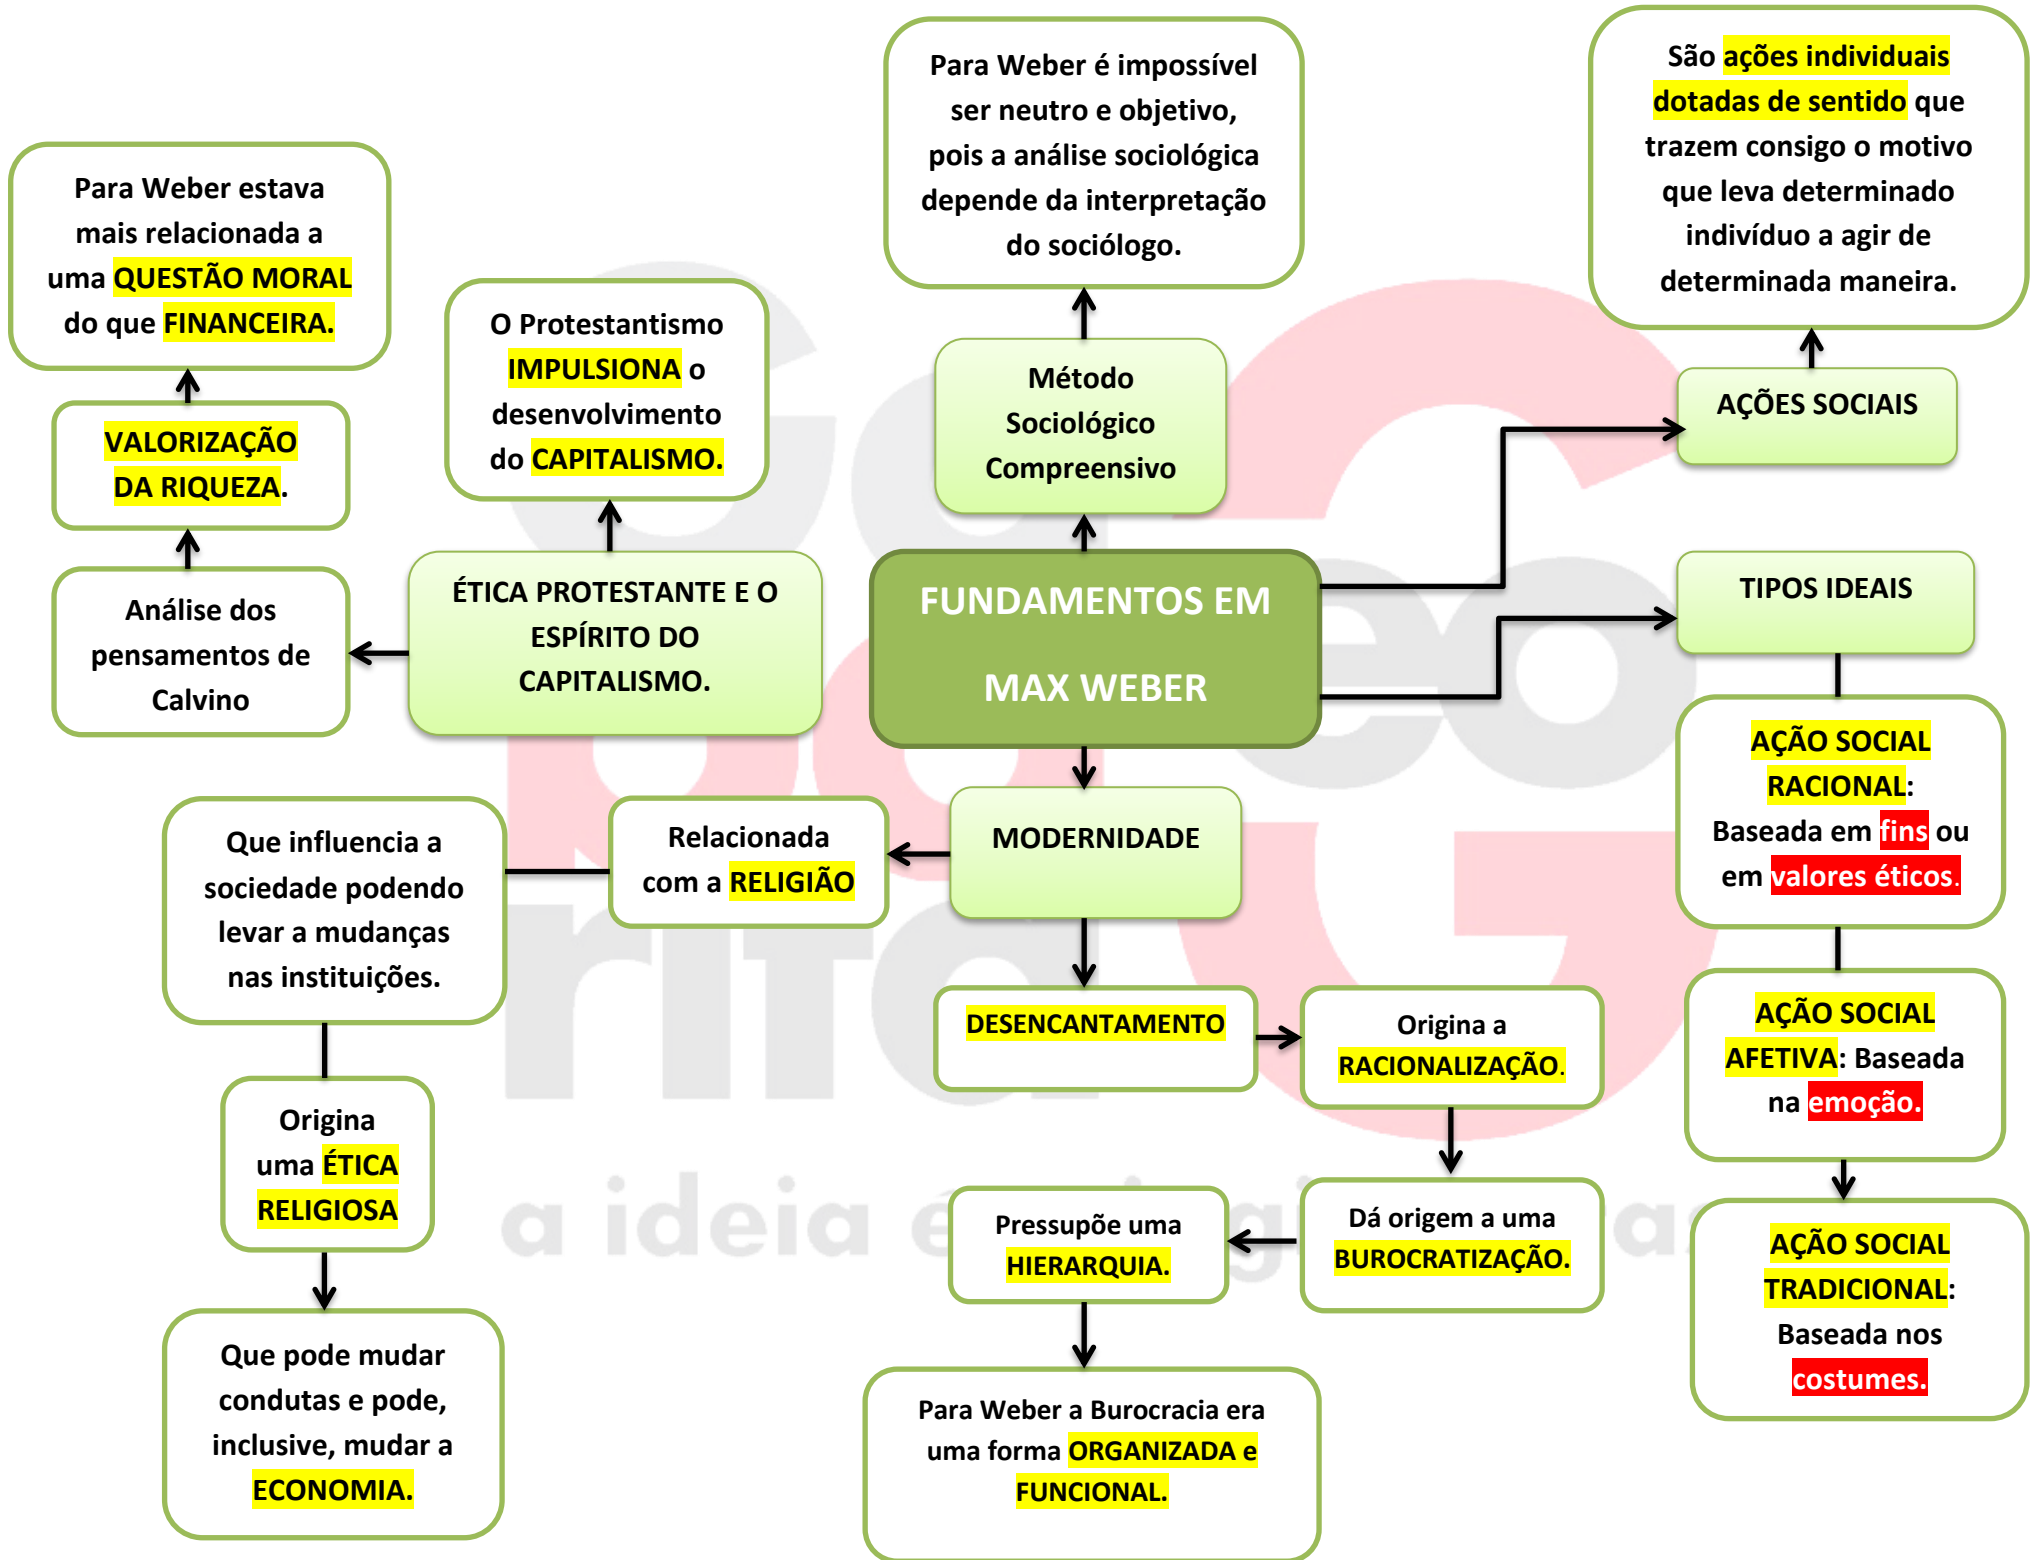 Para Weber é impossível
ser neutro e objetivo,
pois a análise sociológica
depende da interpretação
do sociólogo.
São ações individuais
dotadas de sentido que
trazem consigo o motivo
que leva determinado
indivíduo a agir de
determinada maneira.
Para Weber estava
mais relacionada a
uma QUESTÃO MORAL
do que FINANCEIRA.
O Protestantismo
IMPULSIONA o
desenvolvimento
do CAPITALISMO.
Método
Sociológico
Compreensivo
AÇÕES SOCIAIS
VALORIZAÇÃO
DA RIQUEZA.
Análise dos
pensamentos de
Calvino
ÉTICA PROTESTANTE E O
ESPÍRITO DO
CAPITALISMO.
FUNDAMENTOS EM
MAX WEBER
TIPOS IDEAIS
AÇÃO SOCIAL
RACIONAL:
Baseada em fins ou
em valores éticos.
Que influencia a
sociedade podendo
levar a mudanças
nas instituições.
Relacionada
com a RELIGIÃO
MODERNIDADE
DESENCANTAMENTO
Origina a
RACIONALIZAÇÃO.
AÇÃO SOCIAL
AFETIVA: Baseada
na emoção.
Origina
uma ÉTICA
RELIGIOSA
Pressupõe uma
HIERARQUIA.
Dá origem a uma
BUROCRATIZAÇÃO.
AÇÃO SOCIAL
TRADICIONAL:
Baseada nos
costumes.
Que pode mudar
condutas e pode,
inclusive, mudar a
ECONOMIA.
Para Weber a Burocracia era
uma forma ORGANIZADA e
FUNCIONAL.
a ideia